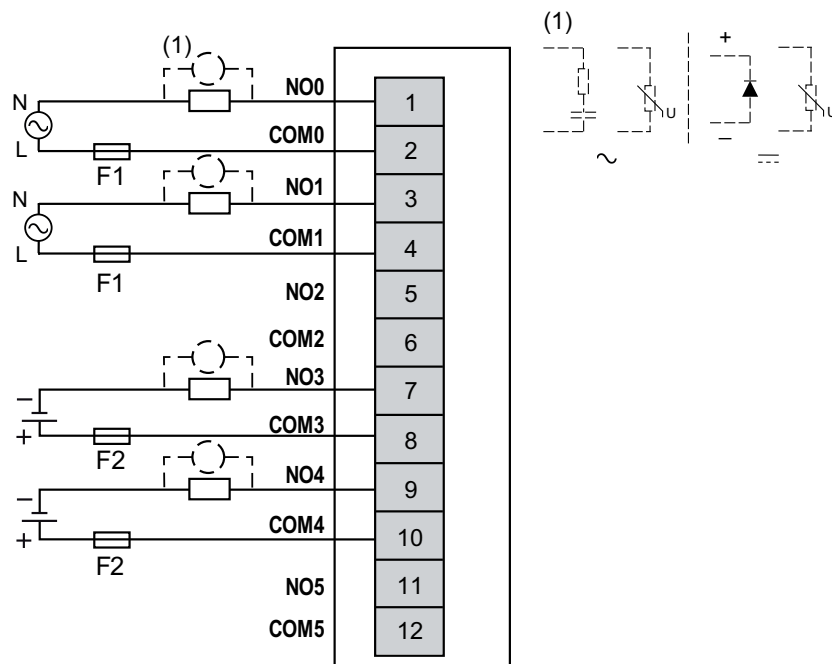 (1)
N
NO0
1
L
COM0
2
F1
N
NO1
3
L
COM1
4
F1
NO2
5
COM2
6
−
NO3
7
+
COM3
8
F2
−
NO4
9
+
COM4
10
F2
NO5
11
COM5
12
(1)
U
+
−
U